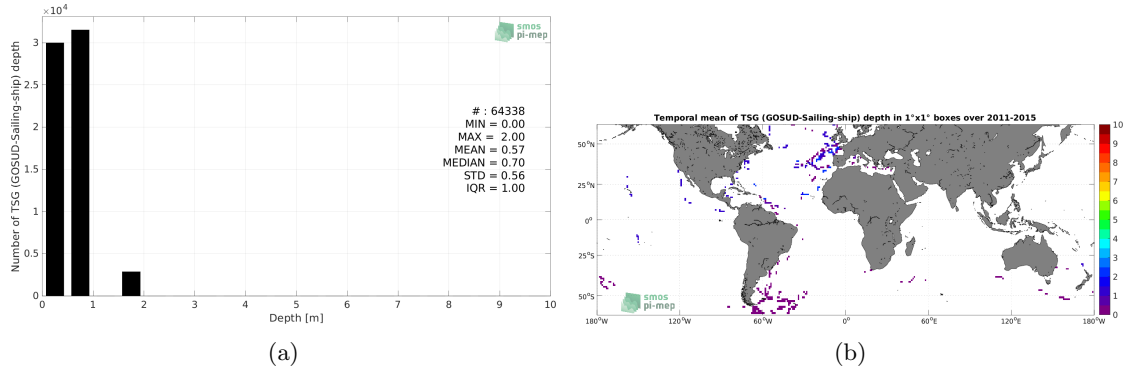 ×10⁴
3
2.5
2
1.5
1
0.5
0
Number of TSG (GOSUD-Sailing-ship) depth
smos
pi-mep
# : 64338
MIN = 0.00
MAX = 2.00
MEAN = 0.57
MEDIAN = 0.70
STD = 0.56
IQR = 1.00
0 1 2 3 4 5 6 7 8 9 10
Depth [m]
(a)
Temporal mean of TSG (GOSUD-Sailing-ship) depth in 1°x1° boxes over 2011-2015
50°N
25°N
0°
25°S
50°S
180°W 120°W 60°W 0° 60°E 120°E 180°W
smos
pi-mep
10
9
8
7
6
5
4
3
2
1
0
(b)